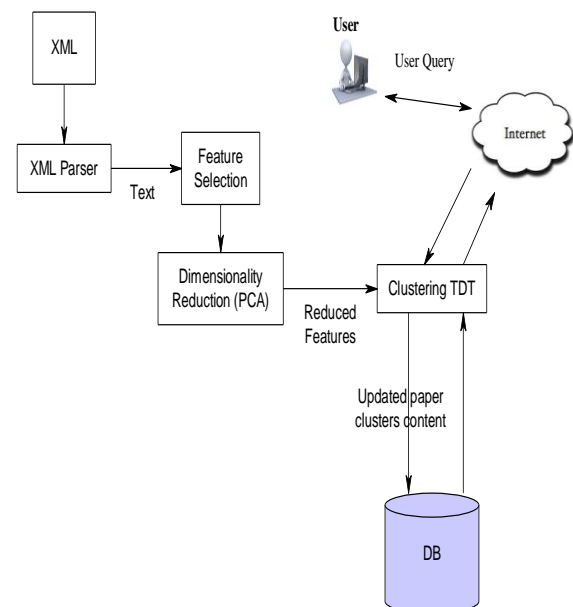 User
XML
User Query
Internet
XML Parser
Feature
Selection
Text
Dimensionality
Reduction (PCA)
Clustering TDT
Reduced
Features
Updated paper
clusters content
DB